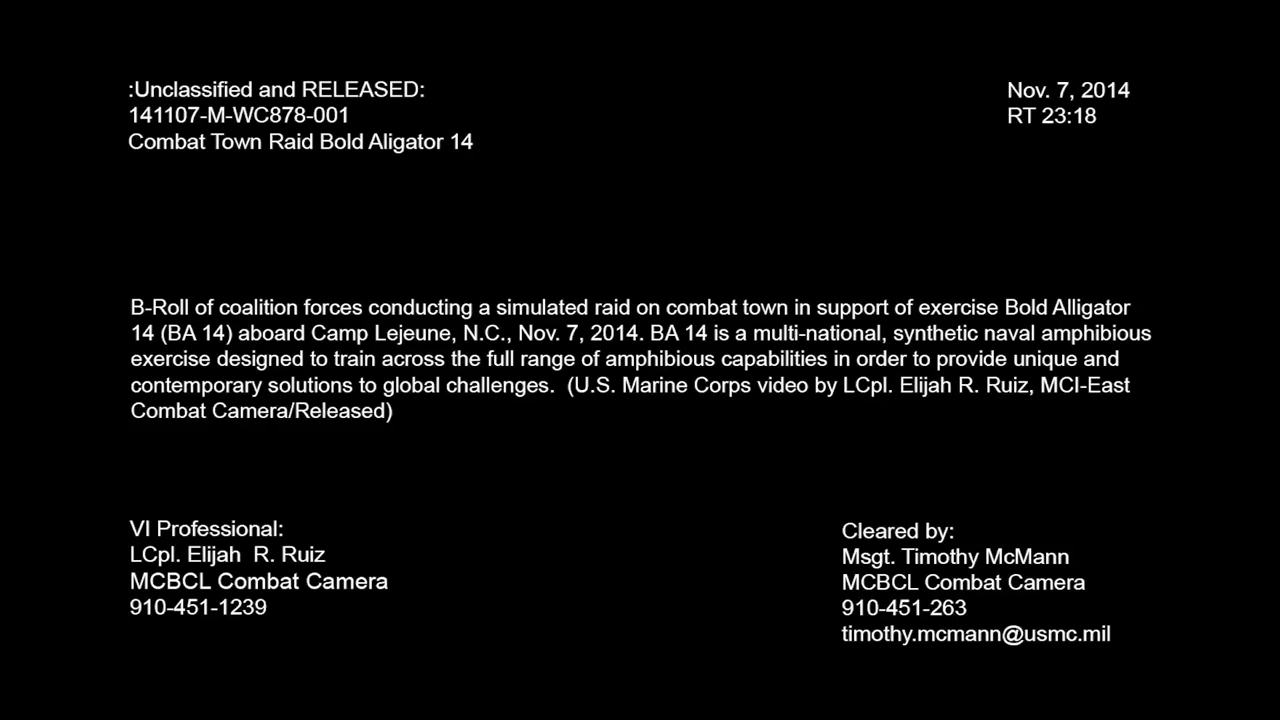 :Unclassified and RELEASED:
141107-M-WC878-001
Combat Town Raid Bold Aligator 14
Nov. 7, 2014
RT 23:18
B-Roll of coalition forces conducting a simulated raid on combat town in support of exercise Bold Alligator
14 (BA 14) aboard Camp Lejeune, N.C., Nov. 7, 2014. BA 14 is a multi-national, synthetic naval amphibious
exercise designed to train across the full range of amphibious capabilities in order to provide unique and
contemporary solutions to global challenges.  (U.S. Marine Corps video by LCpl. Elijah R. Ruiz, MCI-East
Combat Camera/Released)
VI Professional:
LCpl. Elijah  R. Ruiz
MCBCL Combat Camera
910-451-1239
Cleared by:
Msgt. Timothy McMann
MCBCL Combat Camera
910-451-263
timothy.mcmann@usmc.mil